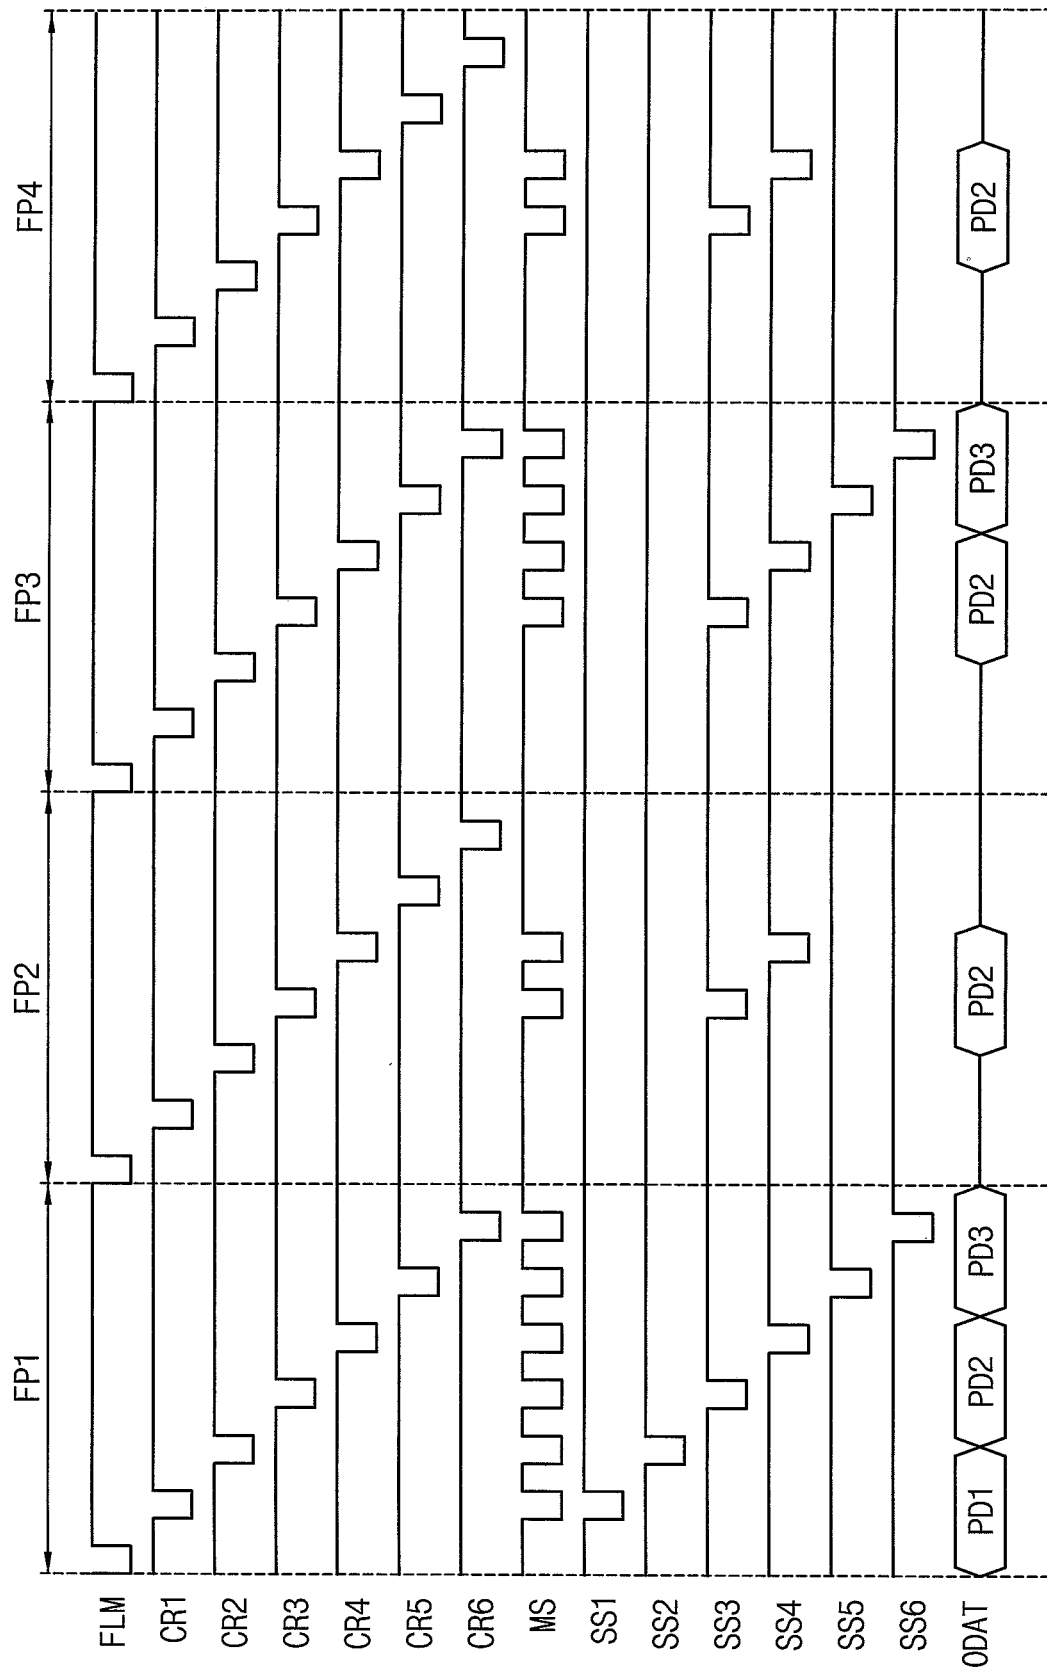 FP1 FP2 FP3 FP4
FLM
CR1
CR2
CR3
CR4
CR5
CR6
MS
SS1
SS2
SS3
SS4
SS5
SS6
ODAT PD1 PD2 PD3 PD2 PD2 PD3 PD2